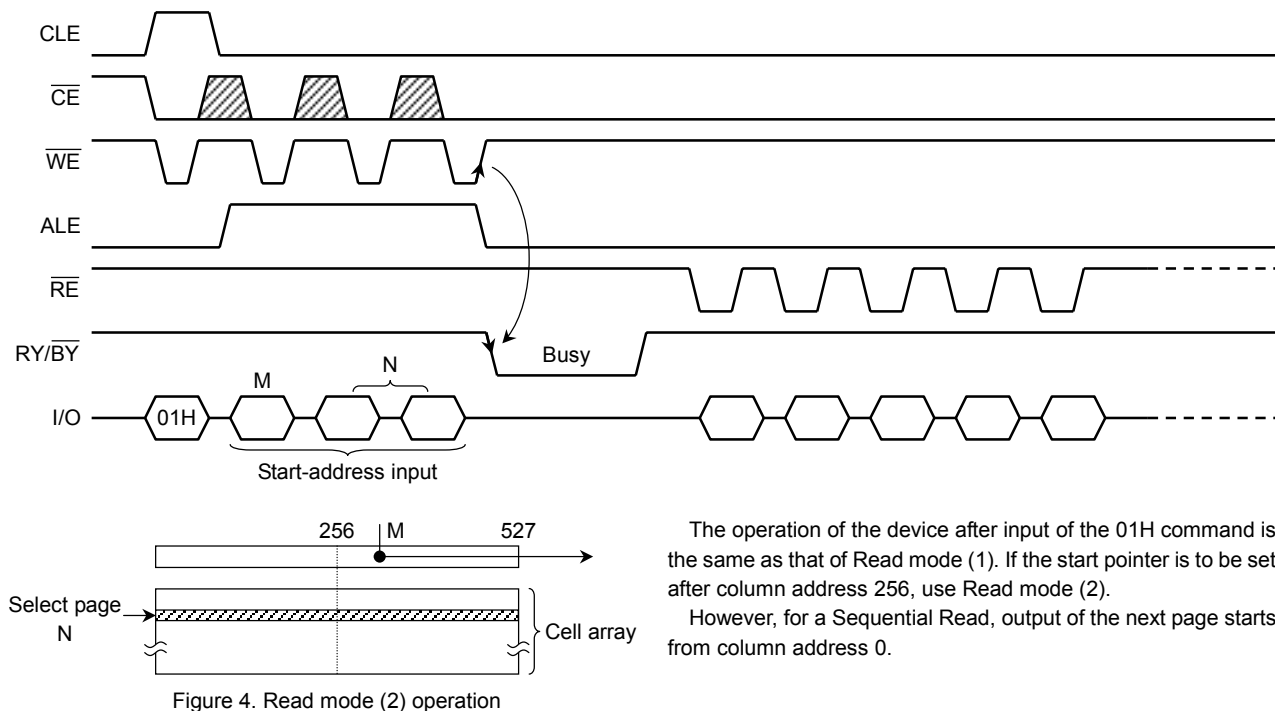 CLE
CE
WE
ALE
RE
RY/BY
Busy
I/O
01H
M
N
Start-address input
256
M
527
Select page
N
Cell array
Figure 4. Read mode (2) operation
The operation of the device after input of the 01H command is
the same as that of Read mode (1). If the start pointer is to be set
after column address 256, use Read mode (2).
However, for a Sequential Read, output of the next page starts
from column address 0.